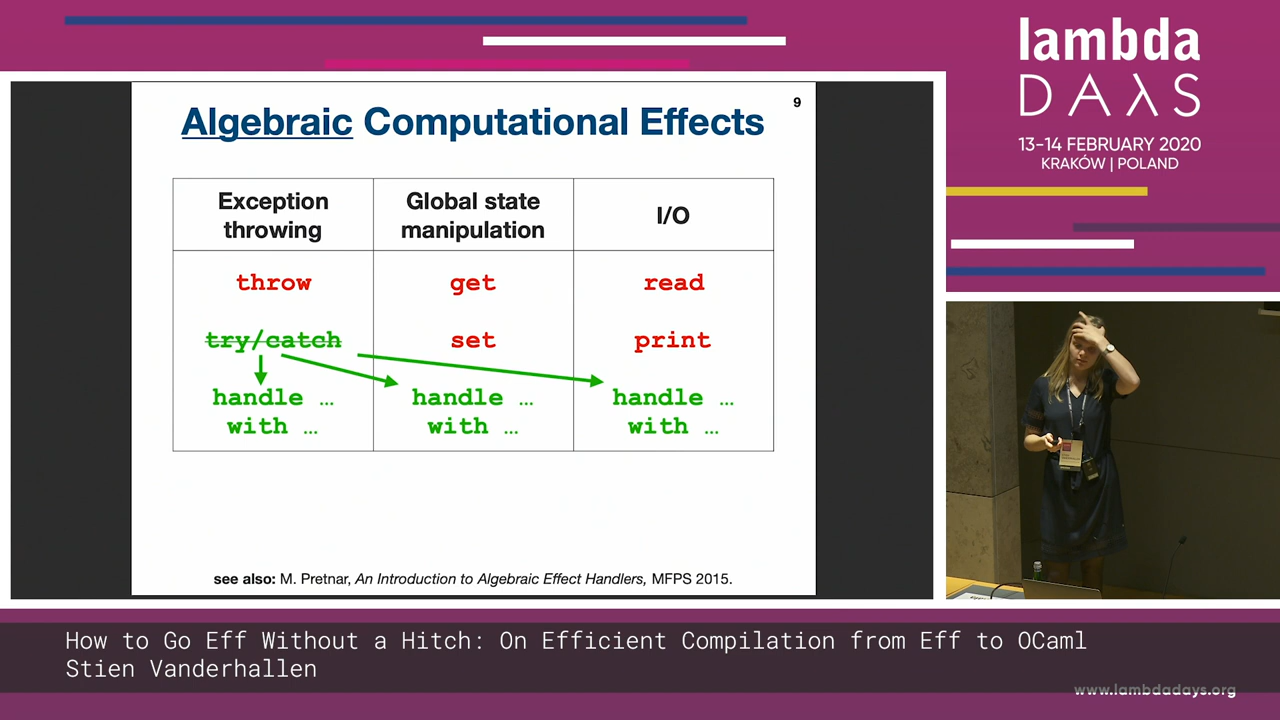 lambda
DAλS
13–14 FEBRUARY 2020
KRAKÓW | POLAND
9
Algebraic Computational Effects
Exception throwing
Global state manipulation
I/O
throw
get
read
try/catch
set
print
handle …
with …
handle …
with …
handle …
with …
see also: M. Pretnar, An Introduction to Algebraic Effect Handlers, MFPS 2015.
How to Go Eff Without a Hitch: On Efficient Compilation from Eff to OCaml
Stien Vanderhallen
www.lambdadays.org